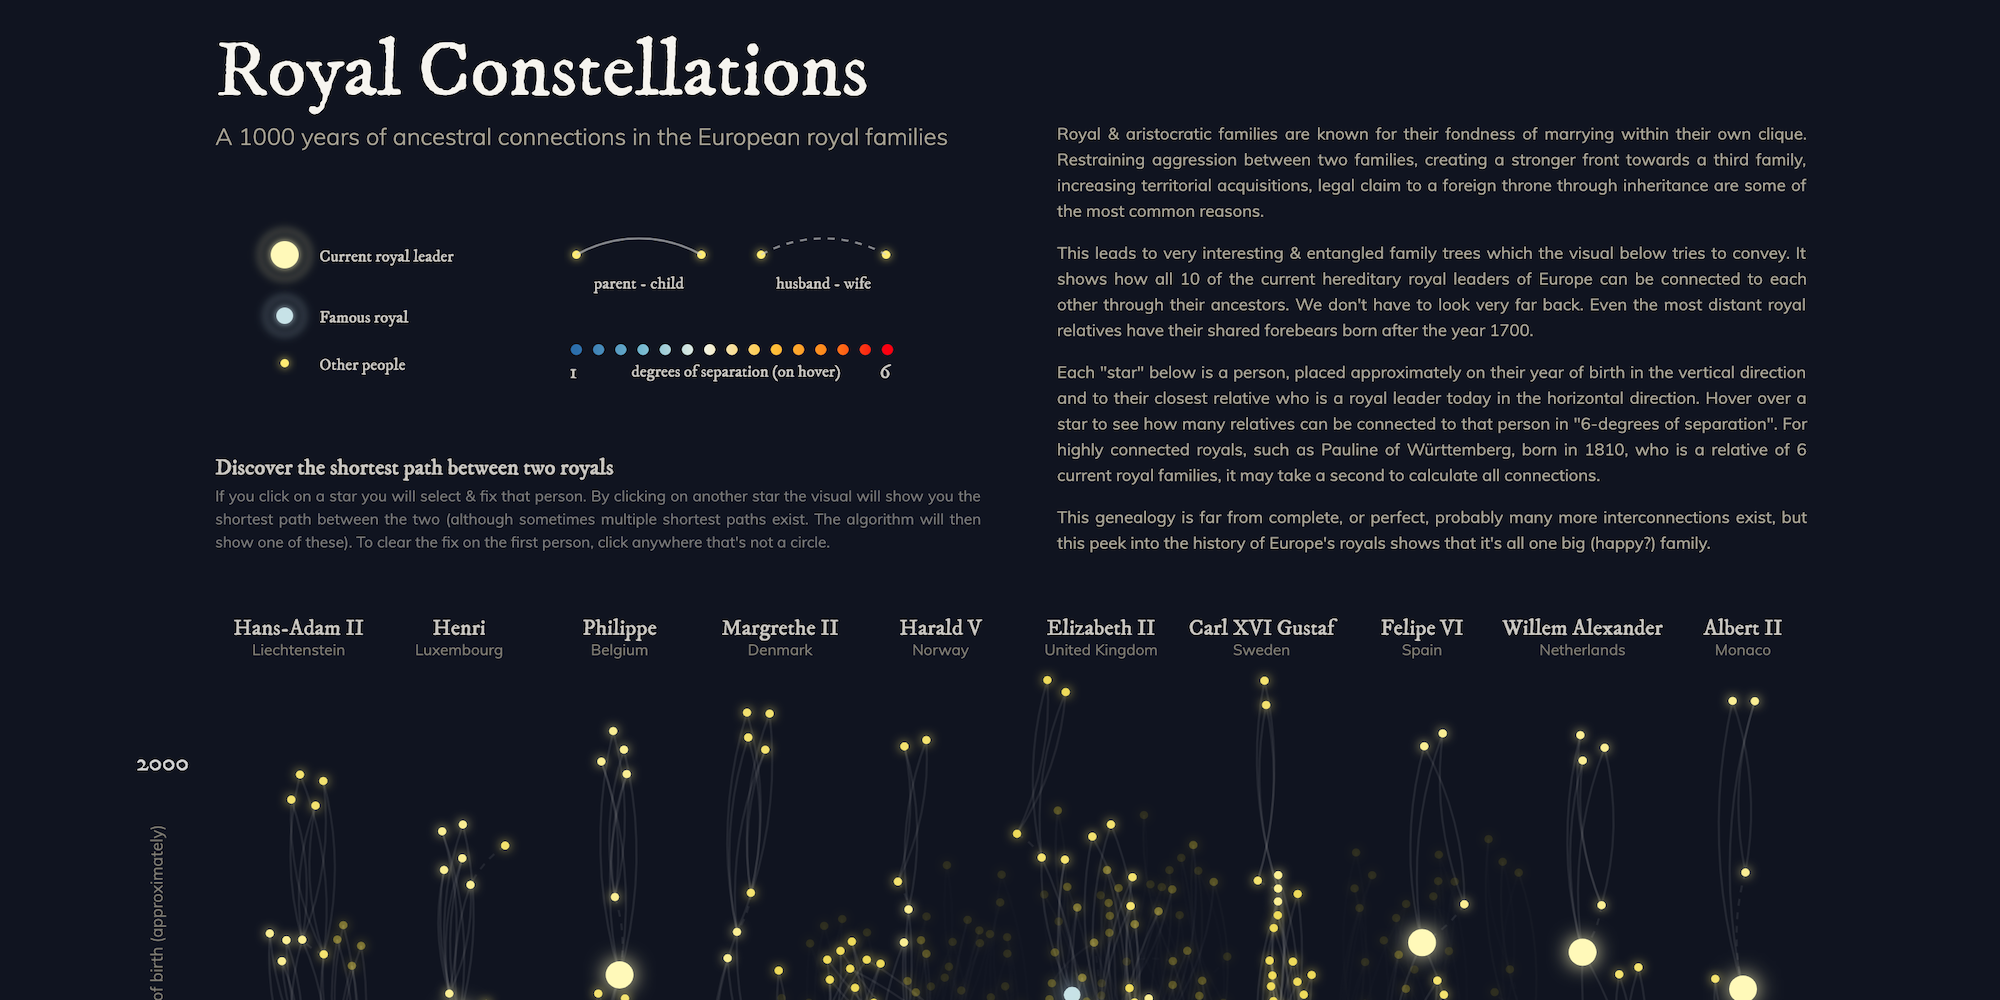 Royal Constellations
A 1000 years of ancestral connections in the European royal families
Current royal leader
Famous royal
Other people
parent - child
husband - wife
1
degrees of separation (on hover)
6
Discover the shortest path between two royals
If you click on a star you will select & fix that person. By clicking on another star the visual will show you the
shortest path between the two (although sometimes multiple shortest paths exist. The algorithm will then
show one of these). To clear the fix on the first person, click anywhere that's not a circle.
Royal & aristocratic families are known for their fondness of marrying within their own clique.
Restraining aggression between two families, creating a stronger front towards a third family,
increasing territorial acquisitions, legal claim to a foreign throne through inheritance are some of
the most common reasons.
This leads to very interesting & entangled family trees which the visual below tries to convey. It
shows how all 10 of the current hereditary royal leaders of Europe can be connected to each
other through their ancestors. We don't have to look very far back. Even the most distant royal
relatives have their shared forebears born after the year 1700.
Each "star" below is a person, placed approximately on their year of birth in the vertical direction
and to their closest relative who is a royal leader today in the horizontal direction. Hover over a
star to see how many relatives can be connected to that person in "6-degrees of separation". For
highly connected royals, such as Pauline of Württemberg, born in 1810, who is a relative of 6
current royal families, it may take a second to calculate all connections.
This genealogy is far from complete, or perfect, probably many more interconnections exist, but
this peek into the history of Europe's royals shows that it's all one big (happy?) family.
Hans-Adam II
Liechtenstein
Henri
Luxembourg
Philippe
Belgium
Margrethe II
Denmark
Harald V
Norway
Elizabeth II
United Kingdom
Carl XVI Gustaf
Sweden
Felipe VI
Spain
Willem Alexander
Netherlands
Albert II
Monaco
2000
of birth (approximately)